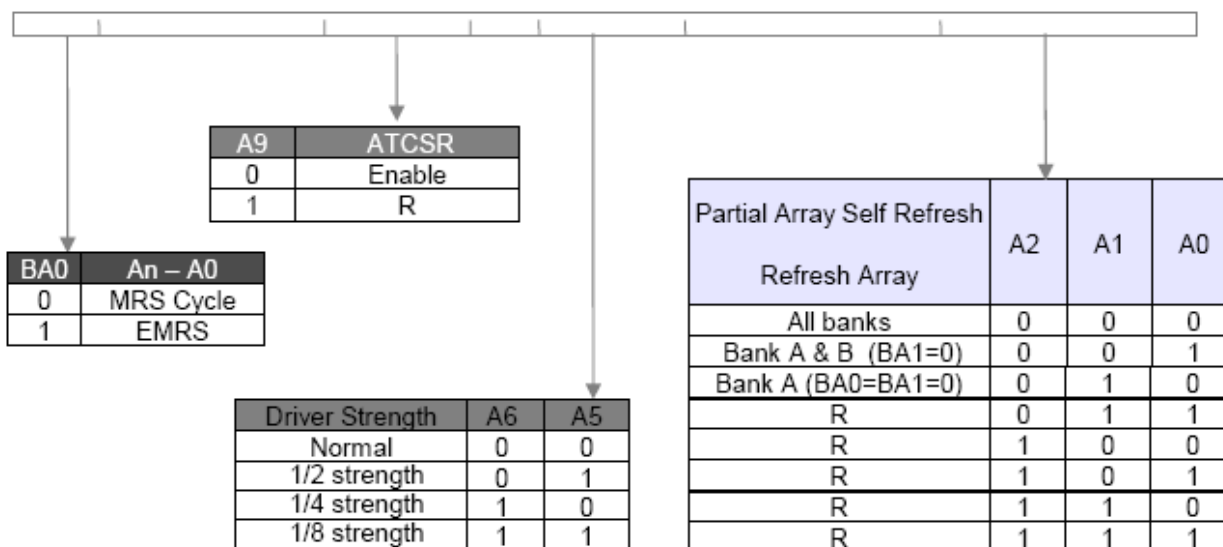 A9 ATCSR
0 Enable
1 R
BA0 An – A0
0 MRS Cycle
1 EMRS
Driver Strength A6 A5
Normal 0 0
1/2 strength 0 1
1/4 strength 1 0
1/8 strength 1 1
Partial Array Self Refresh
Refresh Array A2 A1 A0
All banks 0 0 0
Bank A & B (BA1=0) 0 0 1
Bank A (BA0=BA1=0) 0 1 0
R 0 1 1
R 1 0 0
R 1 0 1
R 1 1 0
R 1 1 1